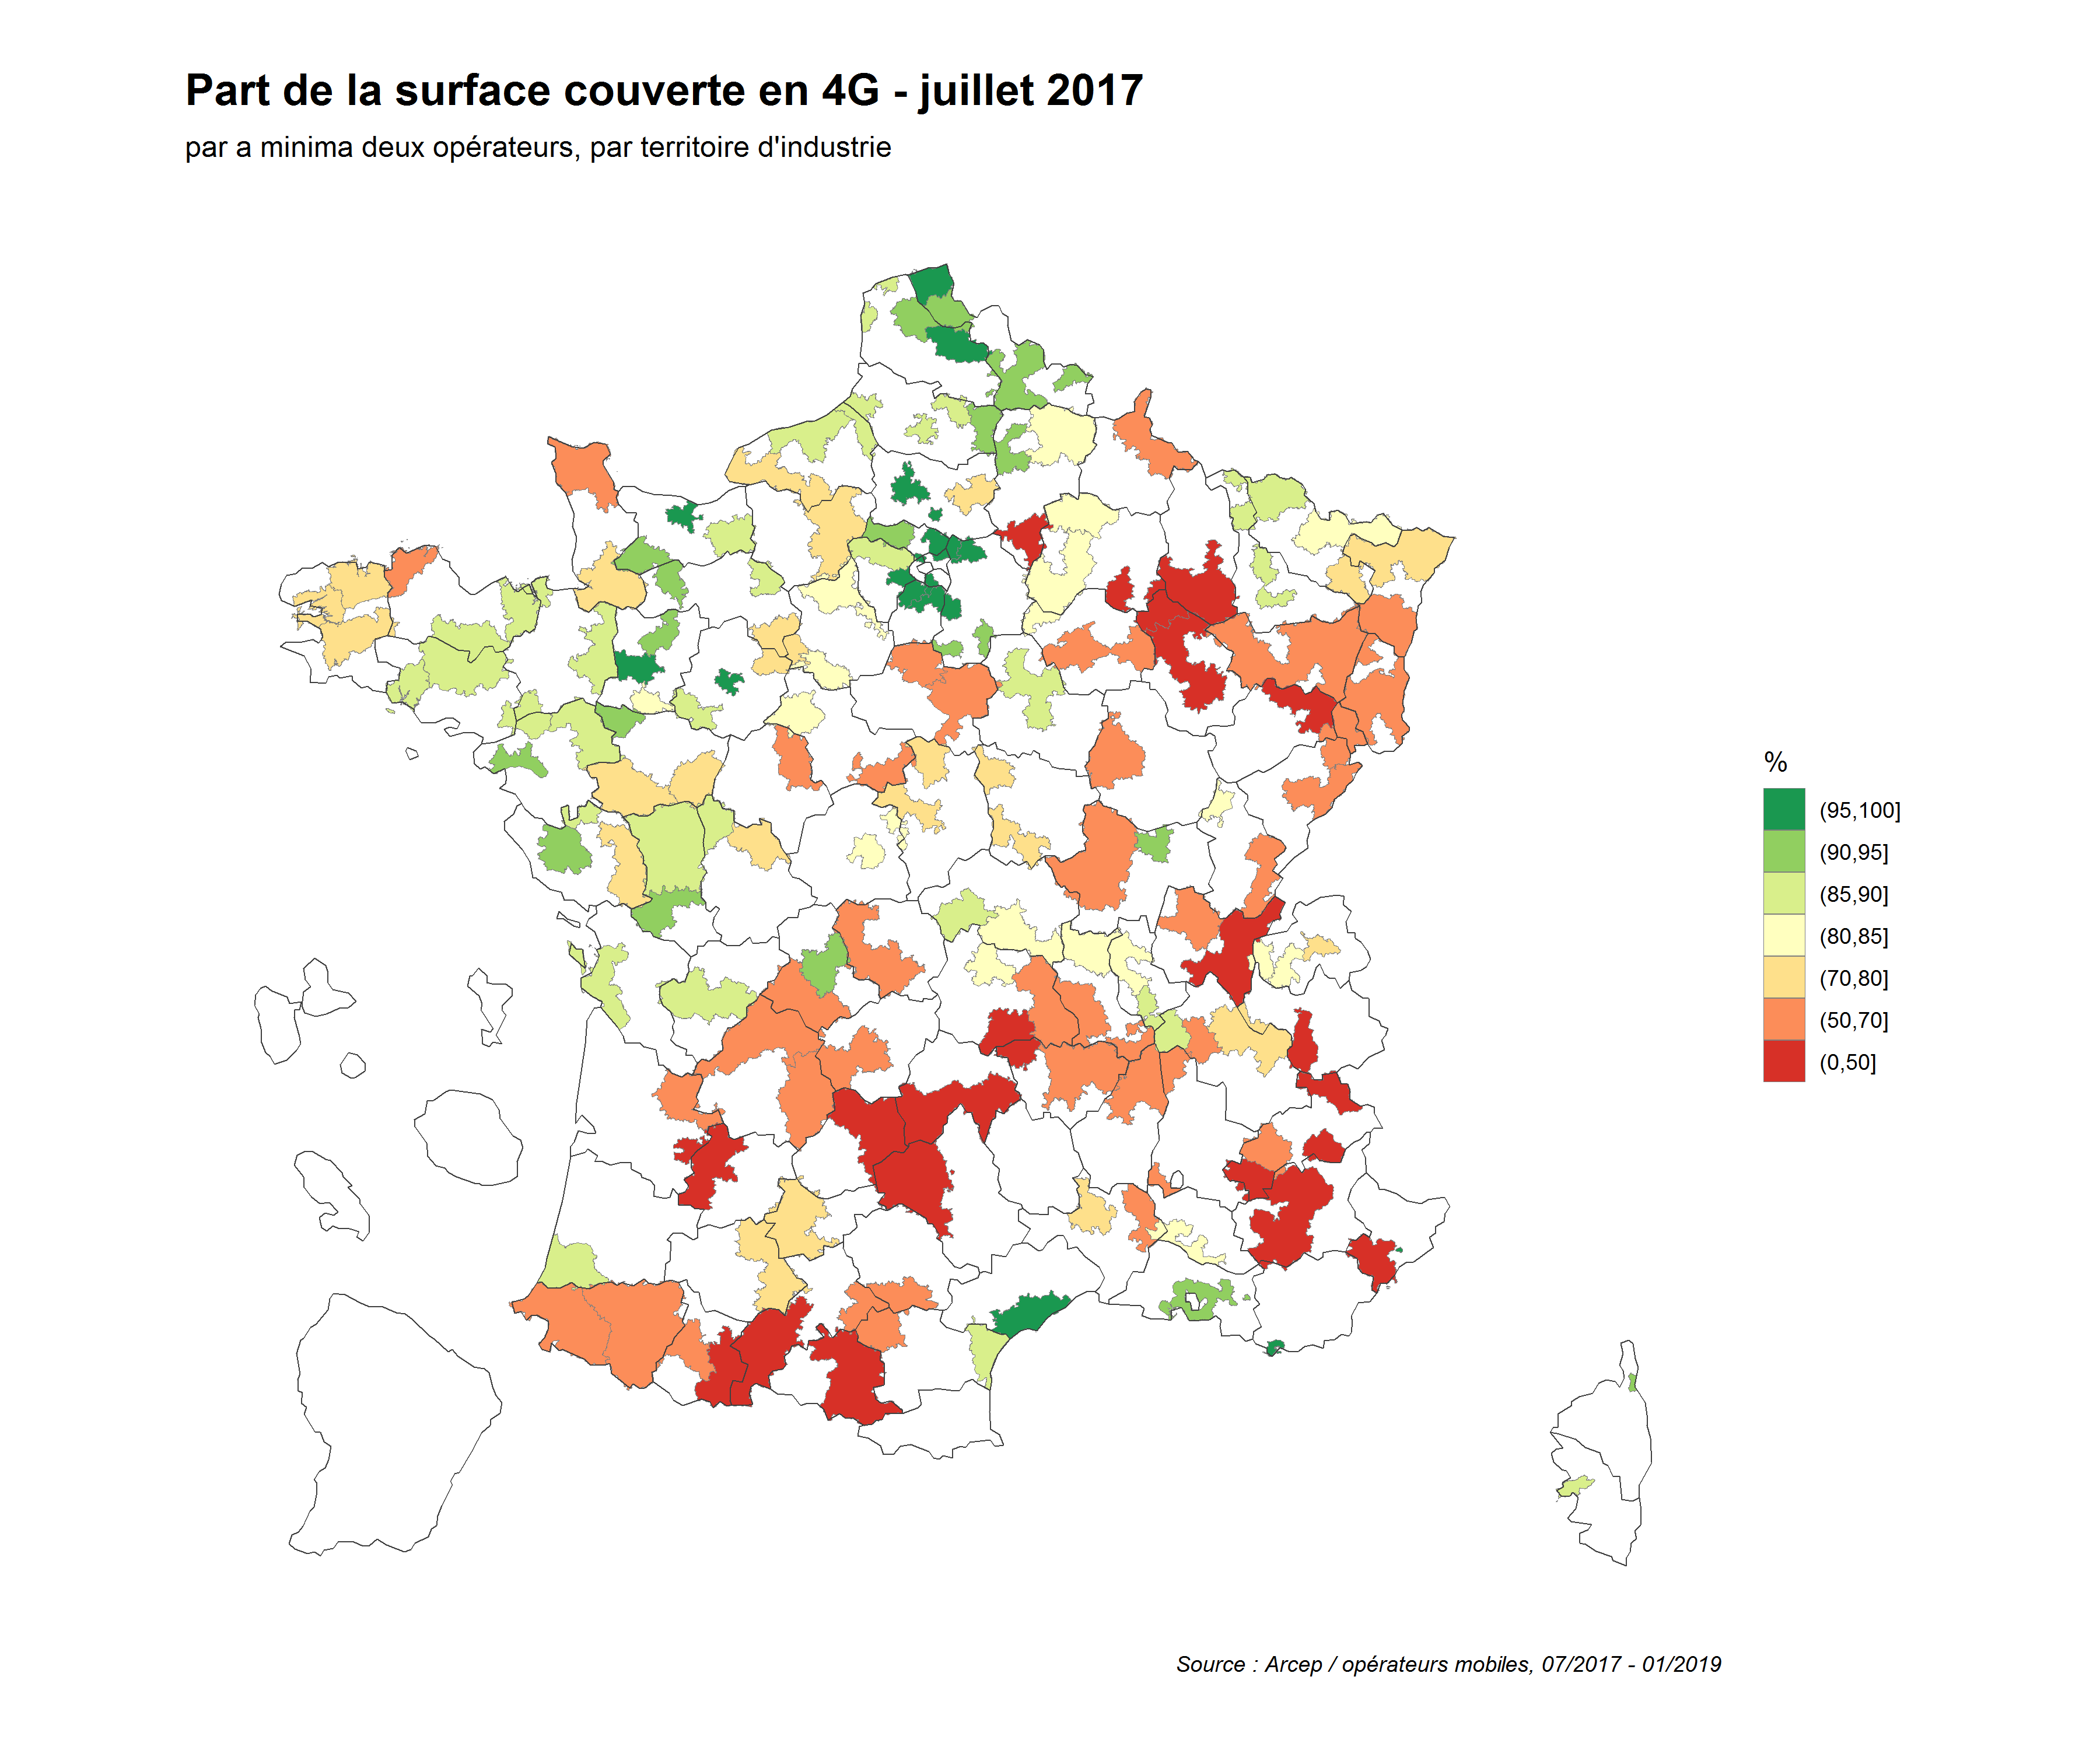 Part de la surface couverte en 4G - juillet 2017
par a minima deux opérateurs, par territoire d'industrie
%
(95,100]
(90,95]
(85,90]
(80,85]
(70,80]
(50,70]
(0,50]
Source : Arcep / opérateurs mobiles, 07/2017 - 01/2019